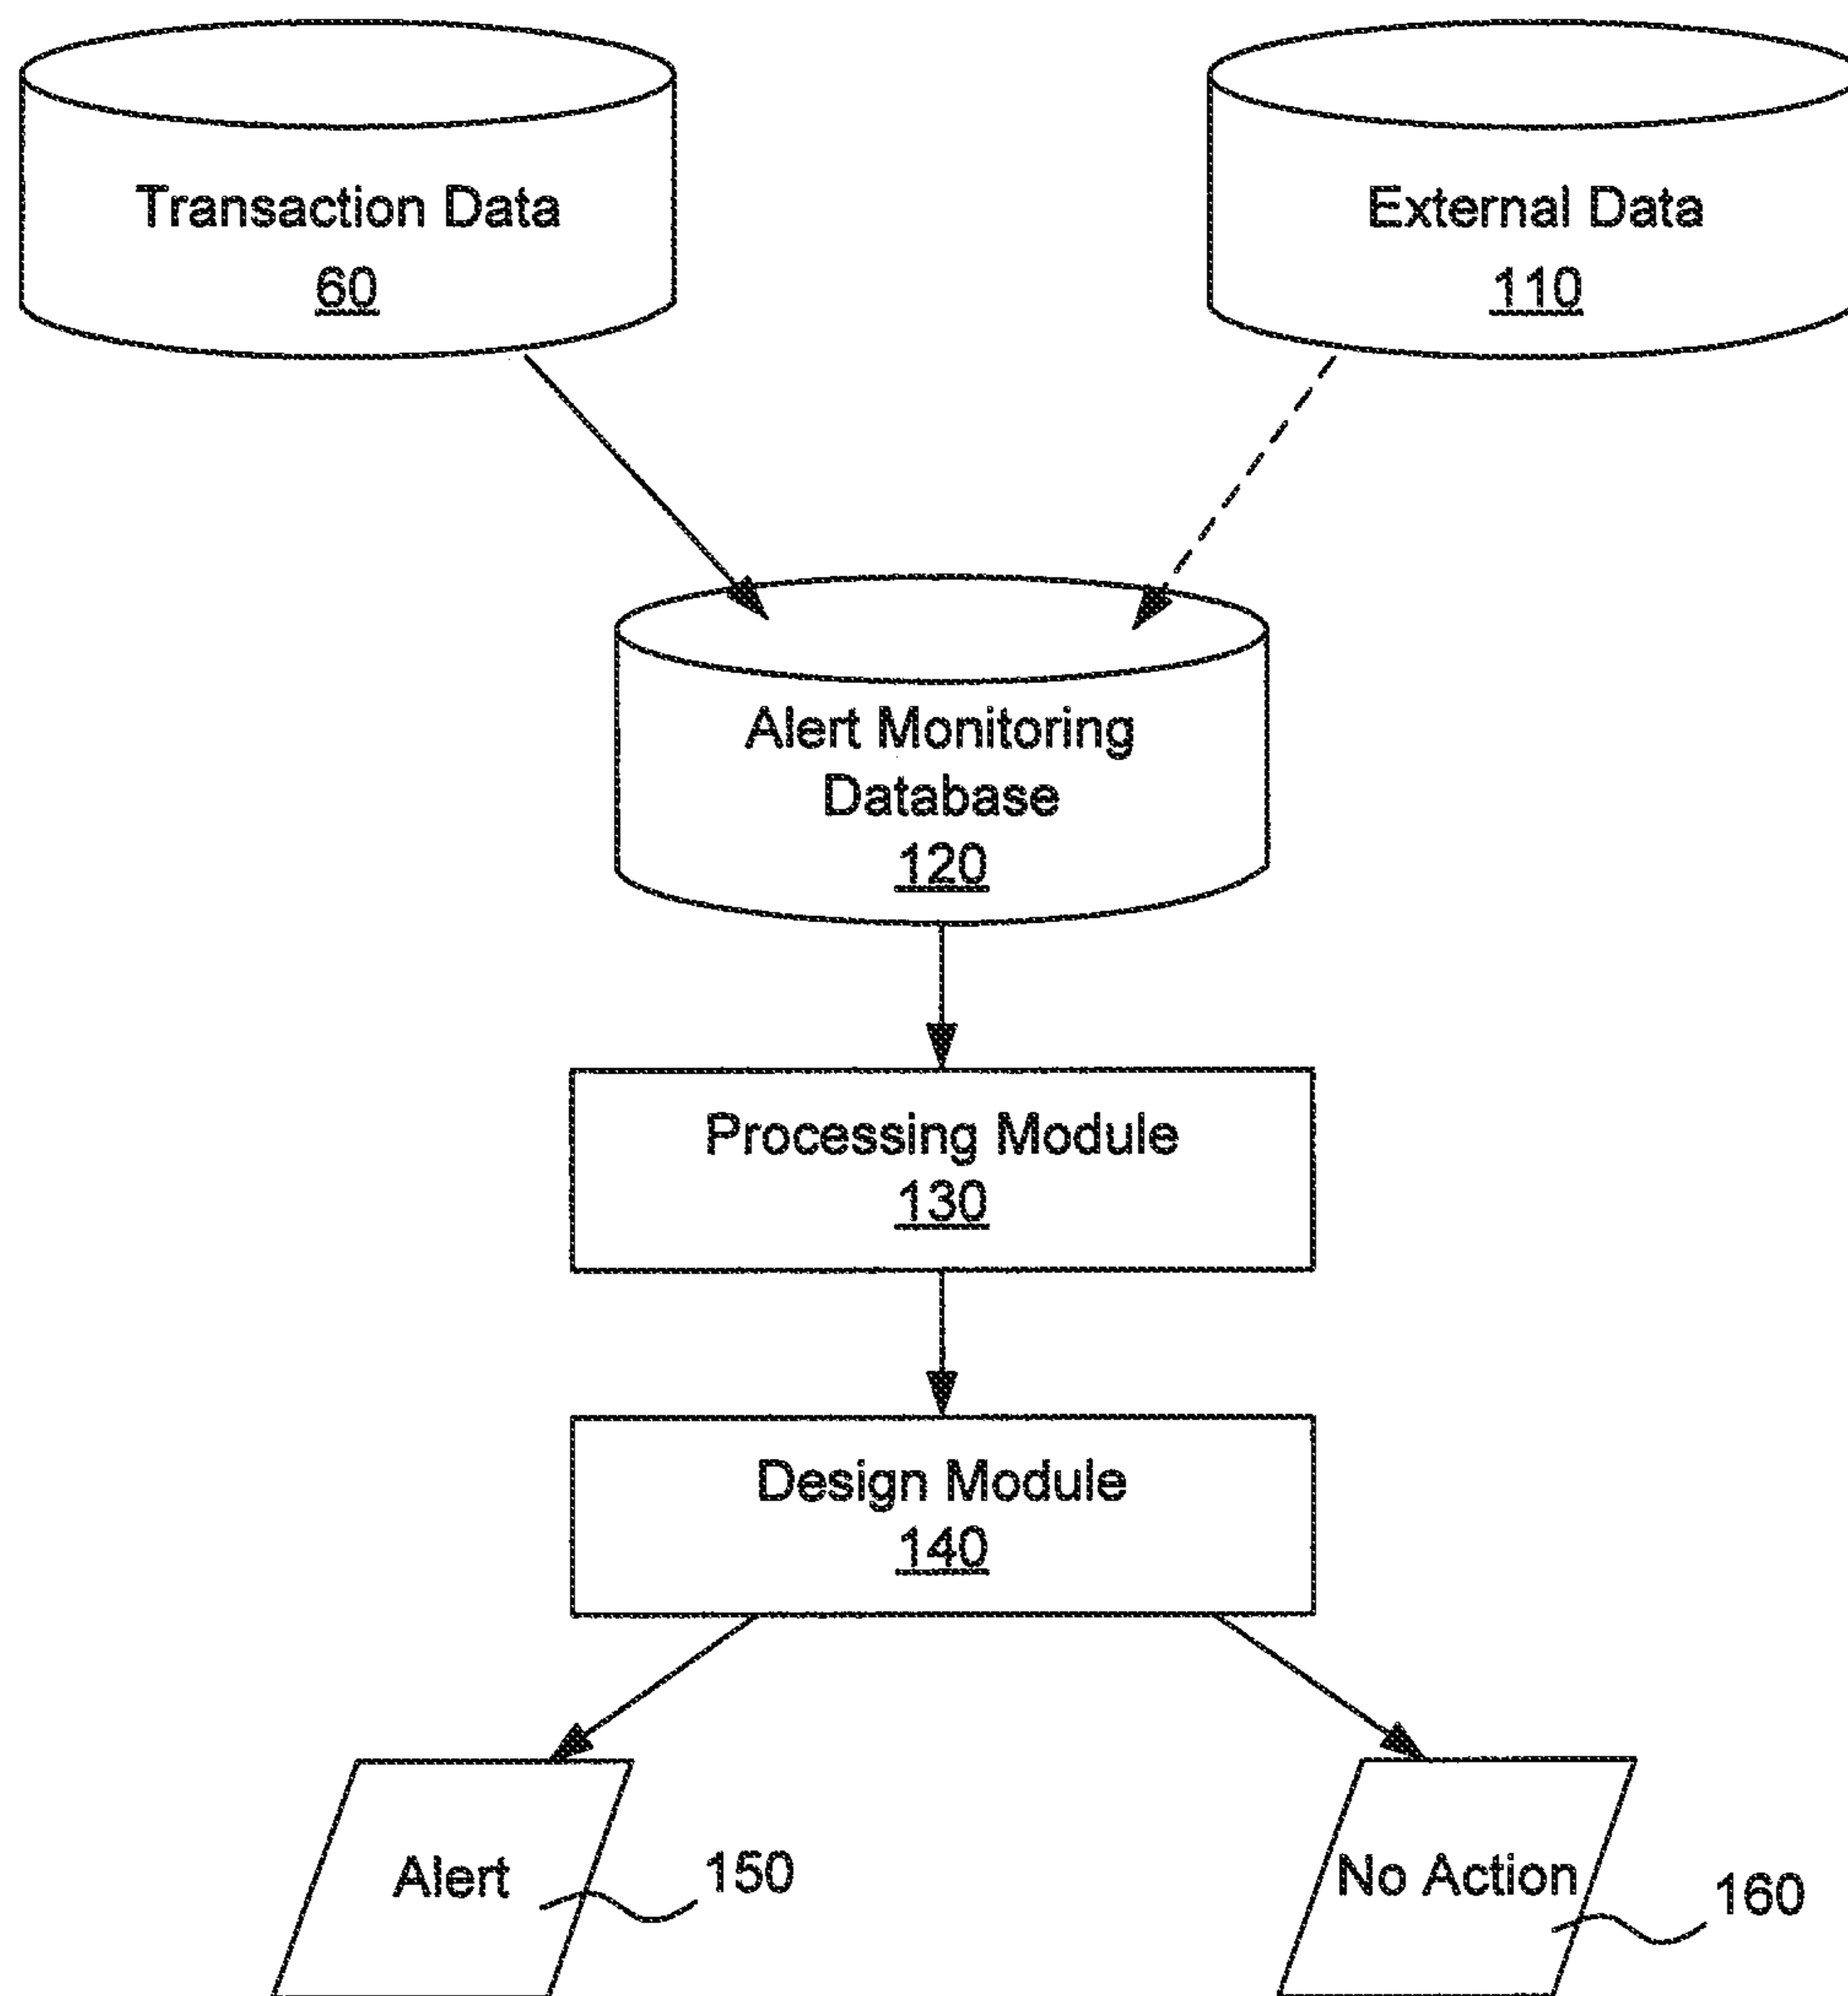 Transaction Data
60
External Data
110
Alert Monitoring
Database
120
Processing Module
130
Design Module
140
Alert
150
No Action
160